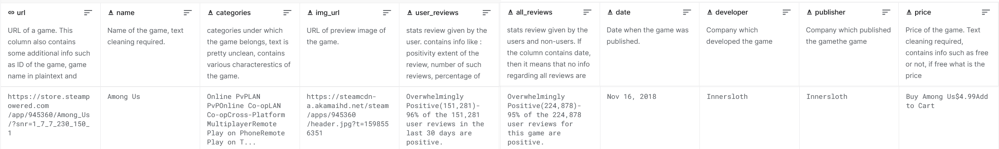 url
URL of a game. This
column also contains
some additional info such
as ID of the game, game
name in plaintext and
name
Name of the game, text
cleaning required.
categories
categories under which
the game belongs, text is
pretty unclean, contains
various characterestics of
the game.
img_url
URL of preview image of
the game.
user_reviews
stats review given by the
user. contains info like :
positivity extent of the
review, number of such
reviews, percentage of
all_reviews
stats review given by the
users and non-users. If
the column contains date,
then it means that no info
regarding all reviews are
date
Date when the game was
published.
developer
Company which
developed the game
publisher
Company which published
the gamethe game
price
Price of the game. Text
cleaning required,
contains info such as free
or not, if free what is the
price
https://store.steamp
owered.com
/app/945360/Among_Us
/?snr=1_7_7_230_150_
1
Among Us
Online PvPLAN
PvPOnline Co-opLAN
Co-opCross-Platform
MultiplayerRemote
Play on PhoneRemote
Play on T...
https://steamcdn-
a.akamaihd.net/steam
/apps/945360
/header.jpg?t=159855
6351
Overwhelmingly
Positive(151,281)-
96% of the 151,281
user reviews in the
last 30 days are
positive.
Overwhelmingly
Positive(224,878)-
95% of the 224,878
user reviews for
this game are
positive.
Nov 16, 2018
Innersloth
Innersloth
Buy Among Us$4.99Add
to Cart